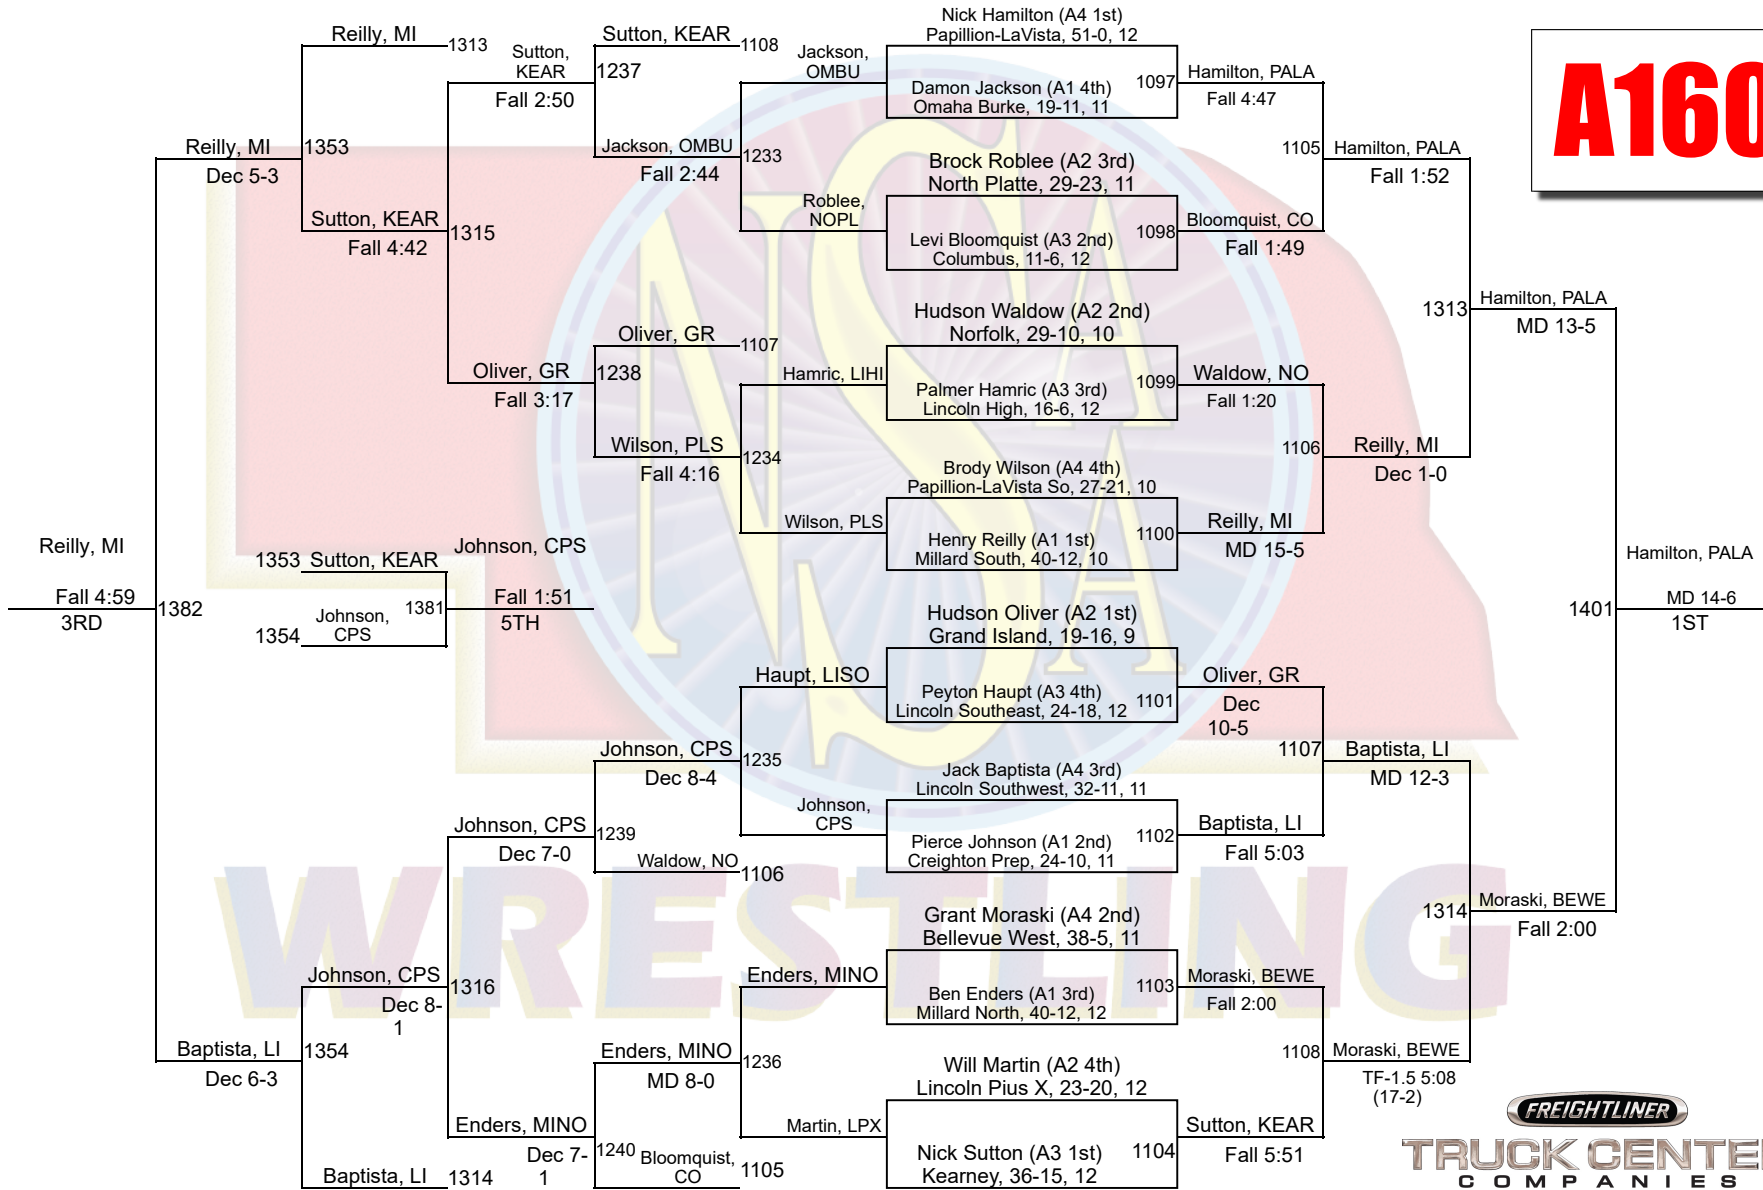 A160
Reilly, MI
1313
Sutton,
KEAR
Fall 2:50
Sutton, KEAR
1108
1237
Jackson,
OMBU
Nick Hamilton (A4 1st)
Papillion-LaVista, 51-0, 12
Damon Jackson (A1 4th)
Omaha Burke, 19-11, 11
1097
Hamilton, PALA
Fall 4:47
Reilly, MI
Dec 5-3
1353
Jackson, OMBU
Fall 2:44
1233
Brock Roblee (A2 3rd)
North Platte, 29-23, 11
1105
Hamilton, PALA
Fall 1:52
Sutton, KEAR
Fall 4:42
1315
Roblee,
NOPL
Levi Bloomquist (A3 2nd)
Columbus, 11-6, 12
1098
Bloomquist, CO
Fall 1:49
Hudson Waldow (A2 2nd)
Norfolk, 29-10, 10
1313
Hamilton, PALA
MD 13-5
Oliver, GR
1107
Oliver, GR
Fall 3:17
1238
Hamric, LIHI
Palmer Hamric (A3 3rd)
Lincoln High, 16-6, 12
1099
Waldow, NO
Fall 1:20
Wilson, PLS
Fall 4:16
1234
Brody Wilson (A4 4th)
Papillion-LaVista So, 27-21, 10
1106
Reilly, MI
Dec 1-0
Wilson, PLS
Henry Reilly (A1 1st)
Millard South, 40-12, 10
1100
Reilly, MI
MD 15-5
Reilly, MI
Fall 4:59
3RD
1382
1353
Sutton, KEAR
1354
Johnson,
CPS
1381
Johnson, CPS
Fall 1:51
5TH
1401
Hamilton, PALA
MD 14-6
1ST
Hudson Oliver (A2 1st)
Grand Island, 19-16, 9
Haupt, LISO
Peyton Haupt (A3 4th)
Lincoln Southeast, 24-18, 12
1101
Oliver, GR
Dec
10-5
Johnson, CPS
Dec 8-4
1235
Jack Baptista (A4 3rd)
Lincoln Southwest, 32-11, 11
1107
Baptista, LI
MD 12-3
Johnson, CPS
Dec 7-0
1239
Johnson,
CPS
Pierce Johnson (A1 2nd)
Creighton Prep, 24-10, 11
1102
Baptista, LI
Fall 5:03
Waldow, NO
1106
Grant Moraski (A4 2nd)
Bellevue West, 38-5, 11
1314
Moraski, BEWE
Fall 2:00
Johnson, CPS
Dec 8-
1
1316
Enders, MINO
Ben Enders (A1 3rd)
Millard North, 40-12, 12
1103
Moraski, BEWE
Fall 2:00
Baptista, LI
Dec 6-3
1354
Enders, MINO
MD 8-0
1236
Will Martin (A2 4th)
Lincoln Pius X, 23-20, 12
1108
Moraski, BEWE
TF-1.5 5:08
(17-2)
Enders, MINO
Dec 7-
1
1240
Martin, LPX
Nick Sutton (A3 1st)
Kearney, 36-15, 12
1104
Sutton, KEAR
Fall 5:51
Baptista, LI
1314
Bloomquist,
CO
1105
NSAA
WRESTLING
FREIGHTLINER
TRUCK CENTE
COMPANIES